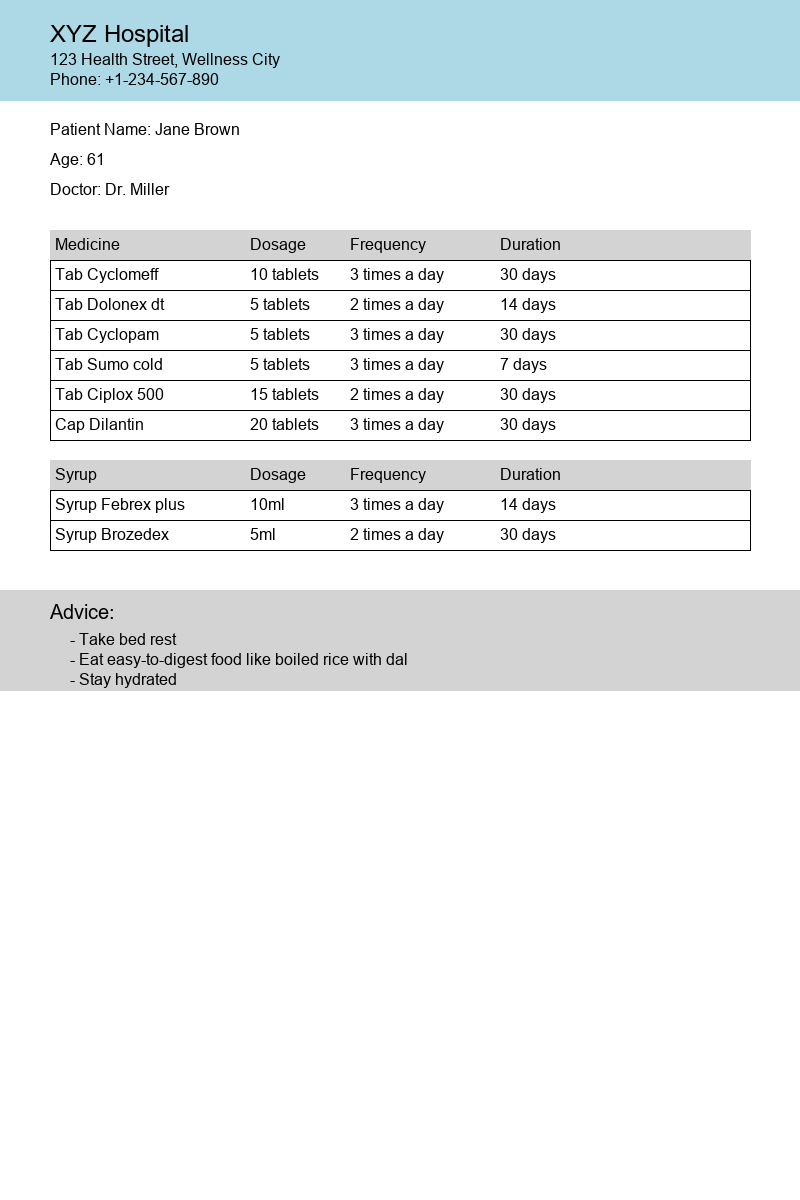 XYZ Hospital
123 Health Street, Wellness City
Phone: +1-234-567-890
Patient Name: Jane Brown
Age: 61
Doctor: Dr. Miller
Medicine Dosage Frequency Duration
Tab Cyclomeff 10 tablets 3 times a day 30 days
Tab Dolonex dt 5 tablets 2 times a day 14 days
Tab Cyclopam 5 tablets 3 times a day 30 days
Tab Sumo cold 5 tablets 3 times a day 7 days
Tab Ciplox 500 15 tablets 2 times a day 30 days
Cap Dilantin 20 tablets 3 times a day 30 days
Syrup Dosage Frequency Duration
Syrup Febrex plus 10ml 3 times a day 14 days
Syrup Brozedex 5ml 2 times a day 30 days
Advice:
- Take bed rest
- Eat easy-to-digest food like boiled rice with dal
- Stay hydrated